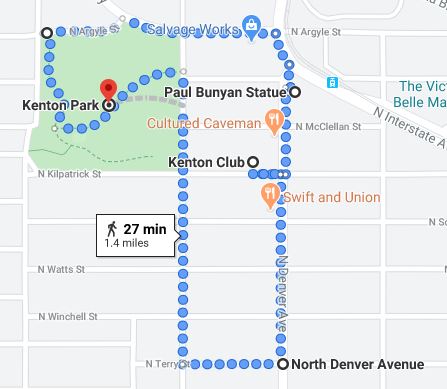 N Argyle St
Salvage Works
N Argyle St
Kenton Park
Paul Bunyan Statue
The Vic
Belle Ma
Cultured Caveman
N McClellan St
N Interstate A
Kenton Club
N Kilpatrick St
Swift and Union
27 min
1.4 miles
N Sc
N Watts St
N Denver Ave
N Winchell St
N Terry St
North Denver Avenue